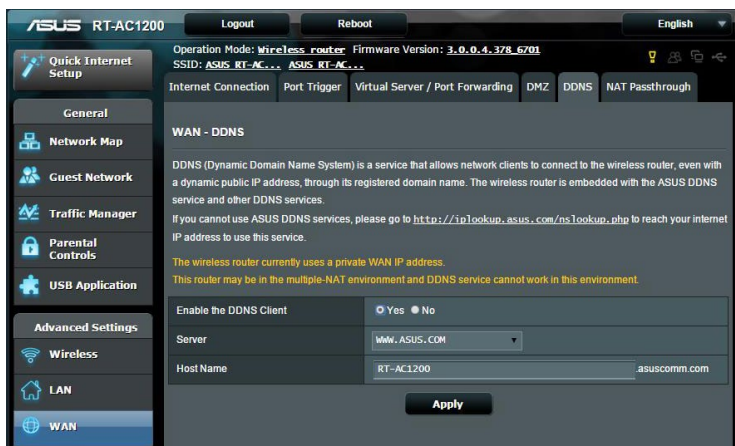 ASUS RT-AC1200 Logout Reboot English
Operation Mode: Wireless router Firmware Version: 3.0.0.4.378_6701
SSID: ASUS RT-AC... ASUS RT-AC...
Quick Internet
Setup
General
Network Map
Guest Network
Traffic Manager
Parental
Controls
USB Application
Advanced Settings
Wireless
LAN
WAN
Internet Connection Port Trigger Virtual Server / Port Forwarding DMZ DDNS NAT Passthrough
WAN - DDNS
DDNS (Dynamic Domain Name System) is a service that allows network clients to connect to the wireless router, even with
a dynamic public IP address, through its registered domain name. The wireless router is embedded with the ASUS DDNS
service and other DDNS services.
If you cannot use ASUS DDNS services, please go to http://iplookup.asus.com/nslookup.php to reach your internet
IP address to use this service.
The wireless router currently uses a private WAN IP address.
This router may be in the multiple-NAT environment and DDNS service cannot work in this environment.
Enable the DDNS Client Yes No
Server WWW.ASUS.COM
Host Name RT-AC1200 .asuscomm.com
Apply